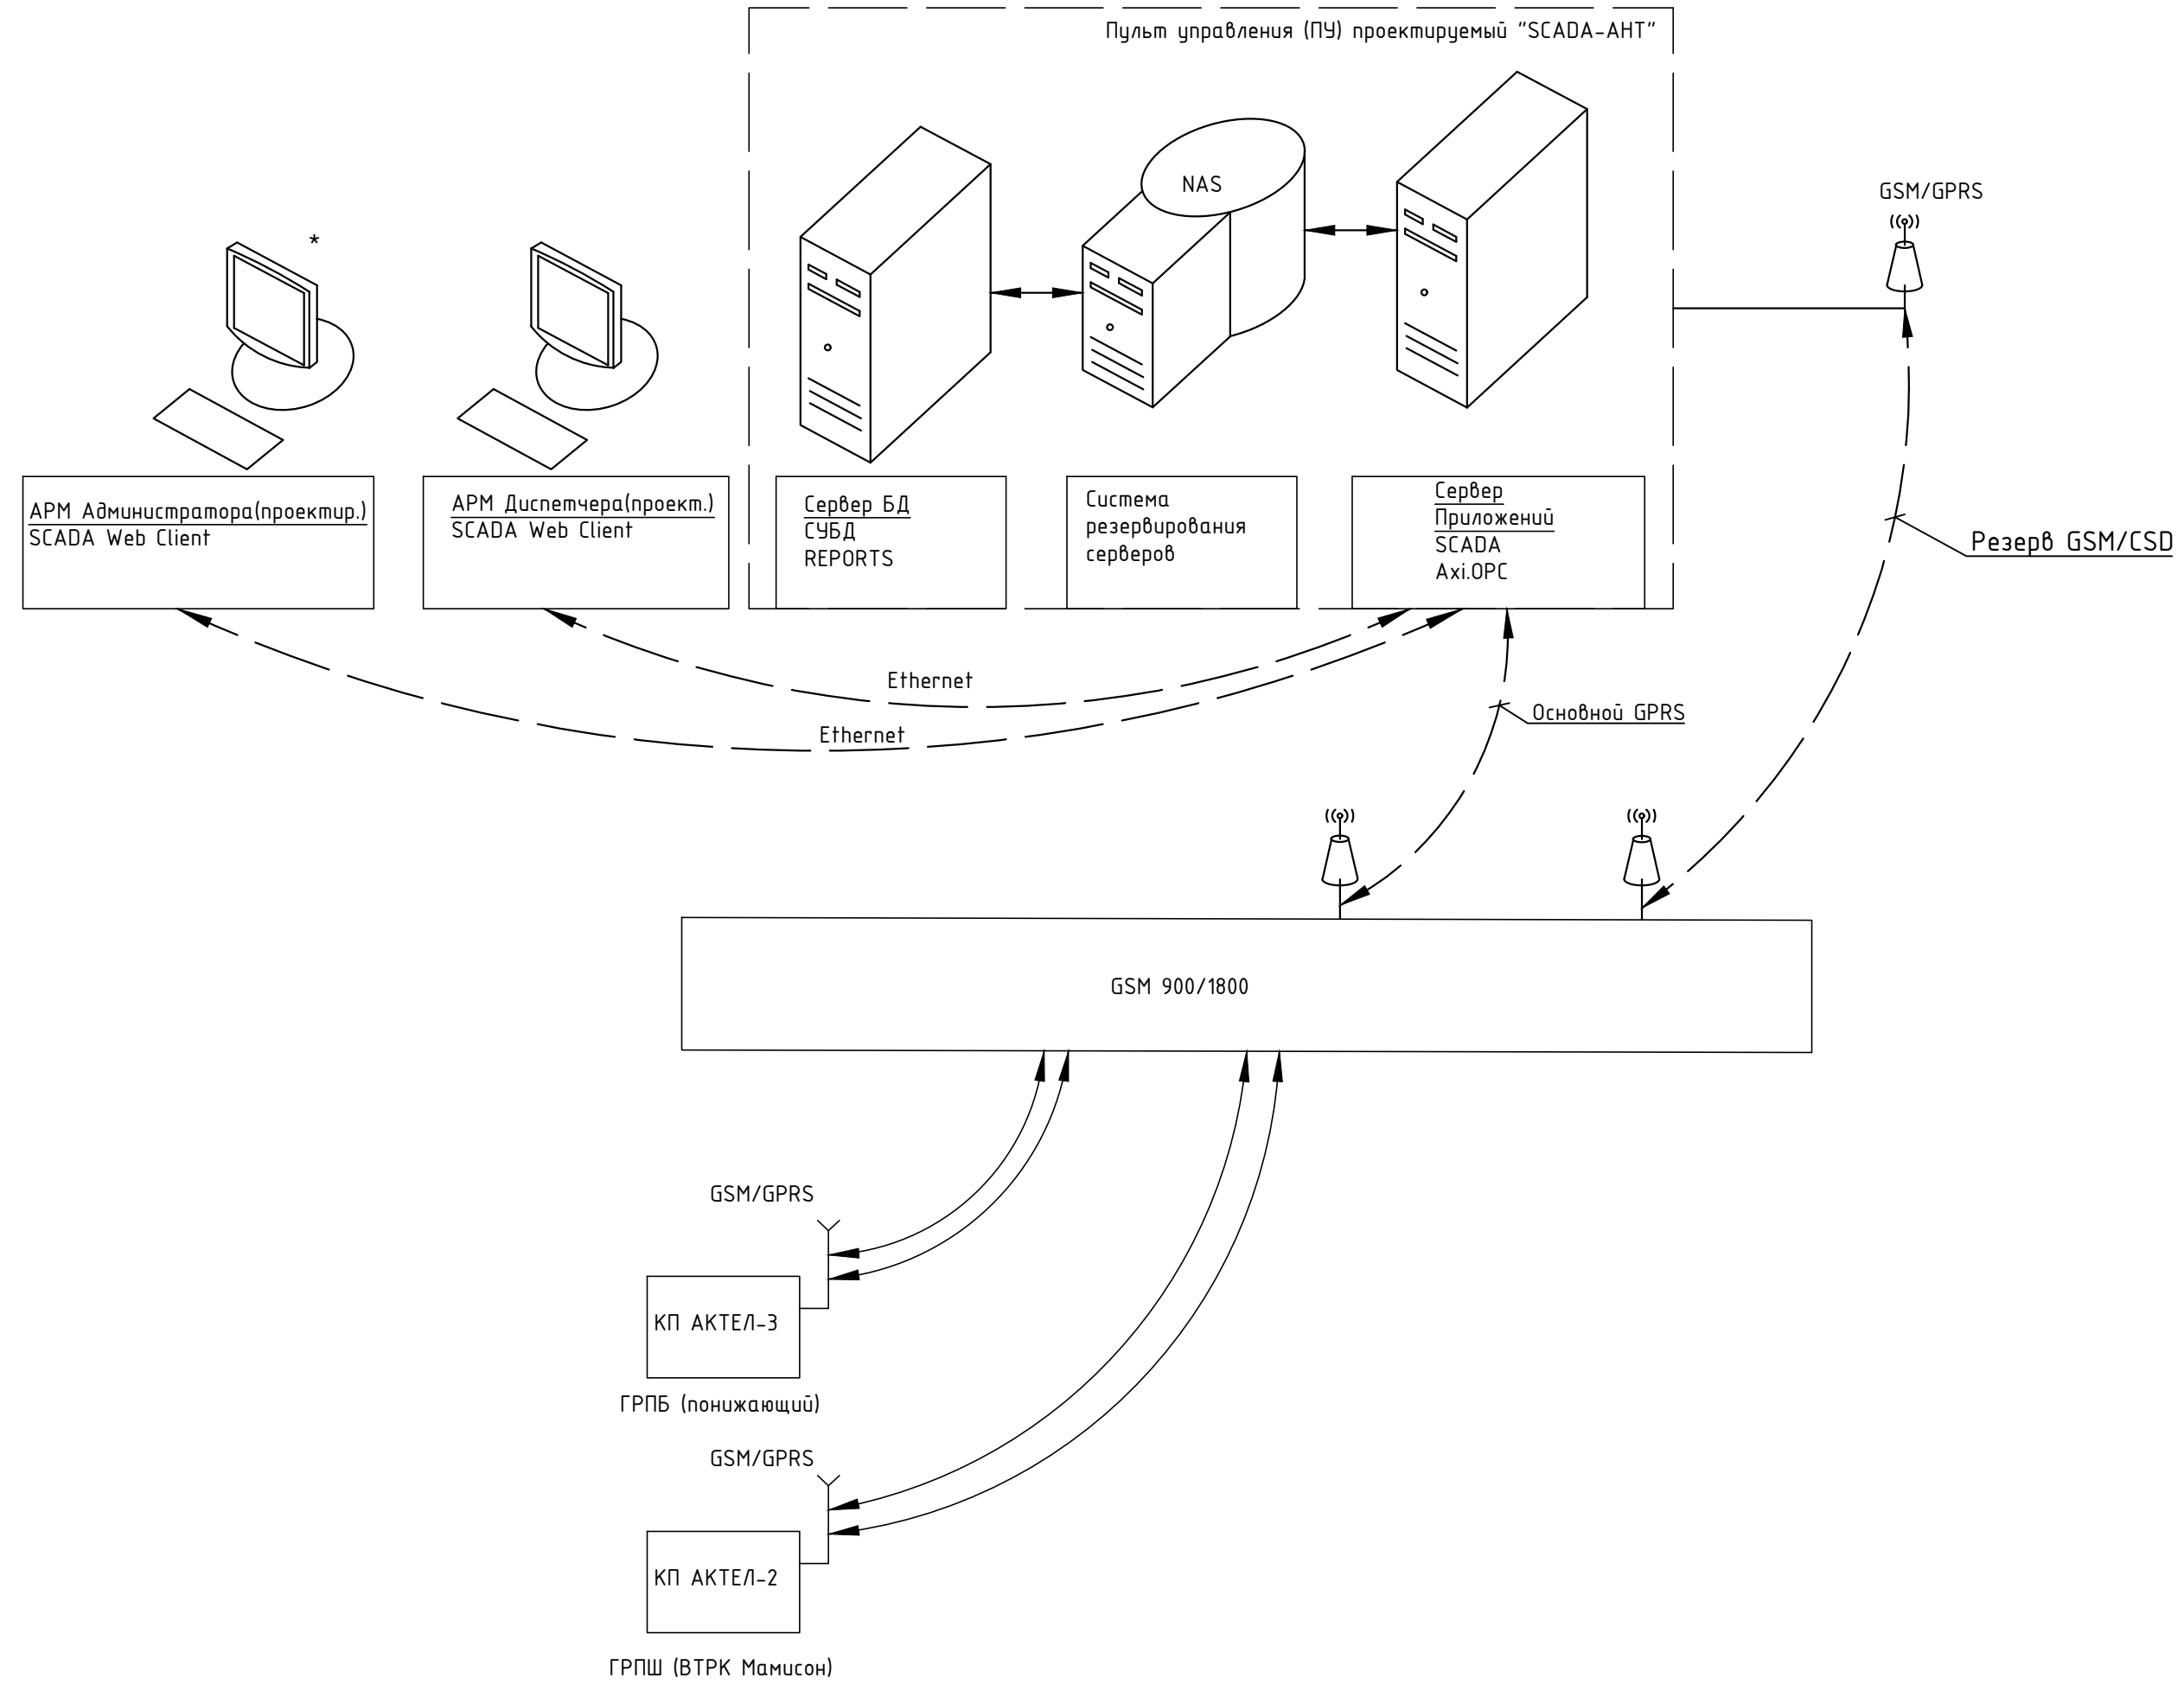 Пульт управления (ПУ) проектируемый "SCADA-АНТ"
NAS
GSM/GPRS
*
АРМ Администратора(проектир.)
SCADA Web Client
АРМ Диспетчера(проект.)
SCADA Web Client
Сервер БД
СУБД
REPORTS
Система
резервирования
серверов
Сервер
Приложений
SCADA
Axi.OPC
Резерв GSM/CSD
Ethernet
Ethernet
Основной GPRS
GSM 900/1800
GSM/GPRS
КП АКТЕЛ-3
ГРПБ (понижающий)
GSM/GPRS
КП АКТЕЛ-2
ГРПШ (ВТРК Мамисон)